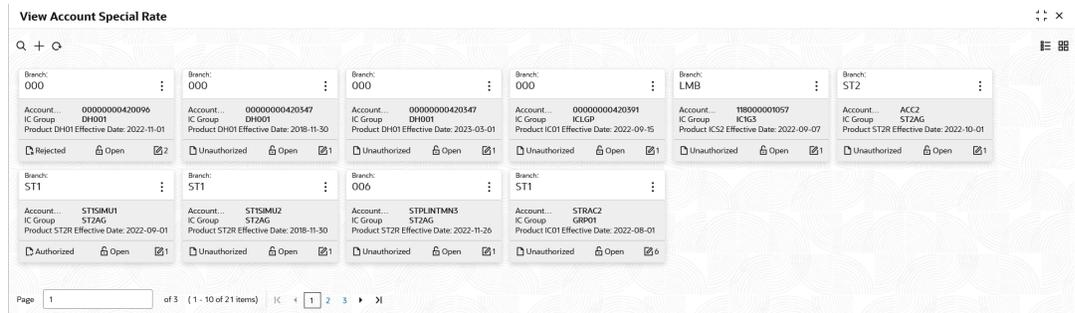 View Account Special Rate
Branch: Branch: Branch: Branch: Branch: Branch:
000 000 000 000 LMB ST2
Account... 00000000420096 Account... 00000000420347 Account... 00000000420347 Account... 00000000420391 Account... 118000001057 Account... ACC2
IC Group DH001 IC Group DH001 IC Group DH001 IC Group ICLGP IC Group IC1G3 IC Group ST2AG
Product DH01 Effective Date: 2022-11-01 Product DH01 Effective Date: 2018-11-30 Product DH01 Effective Date: 2023-03-01 Product IC01 Effective Date: 2022-09-15 Product ICS2 Effective Date: 2022-09-07 Product ST2R Effective Date: 2022-10-01
Rejected Open 2 Unauthorized Open 1 Unauthorized Open 1 Unauthorized Open 1 Unauthorized Open 1 Unauthorized Open 1
Branch: Branch: Branch: Branch:
ST1 ST1 006 ST1
Account... ST1SIMU1 Account... ST1SIMU2 Account... STPLINTMN3 Account... STRAC2
IC Group ST2AG IC Group ST2AG IC Group ST2AG IC Group GRP01
Product ST2R Effective Date: 2022-09-01 Product ST2R Effective Date: 2018-11-30 Product ST2R Effective Date: 2022-11-26 Product IC01 Effective Date: 2022-08-01
Authorized Open 1 Unauthorized Open 1 Unauthorized Open 1 Unauthorized Open 6
Page 1 of 3 (1 - 10 of 21 items) 1 2 3